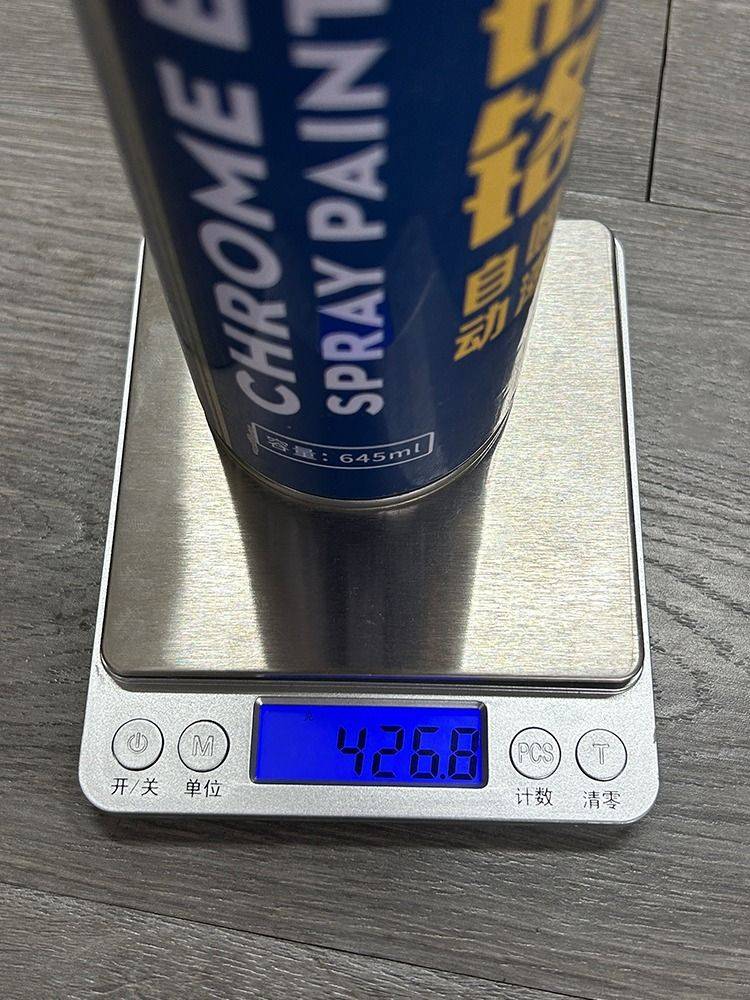 CHROME E
SPRAY PAINT
铬
自动
容量：645ml
426.8
M
PCS
T
开/关
单位
计数
清零